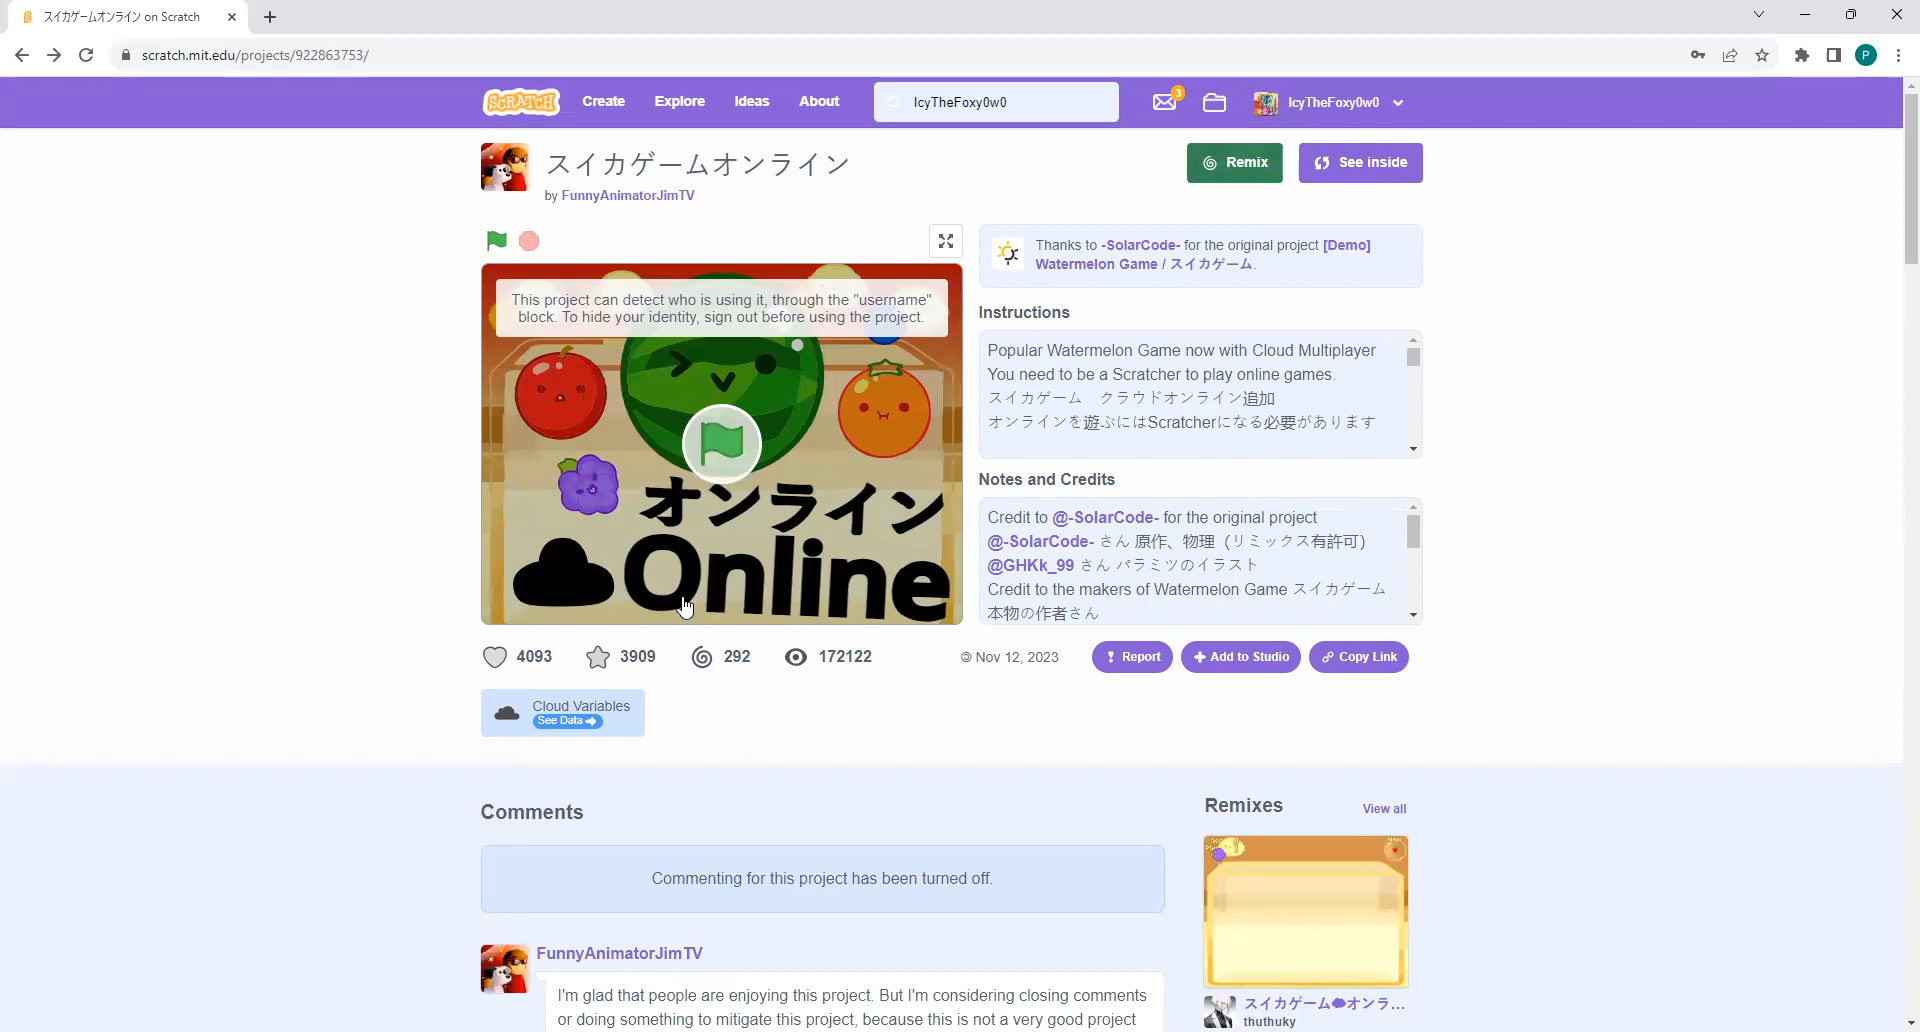 スイカゲームオンライン on Scratch
scratch.mit.edu/projects/922863753/
P
SCRATCH
Create
Explore
Ideas
About
IcyTheFoxy0w0
3
IcyTheFoxy0w0
スイカゲームオンライン
by FunnyAnimatorJimTV
Remix
See inside
This project can detect who is using it, through the "username"
block. To hide your identity, sign out before using the project.
オンライン
Online
Thanks to -SolarCode- for the original project [Demo]
Watermelon Game / スイカゲーム.
Instructions
Popular Watermelon Game now with Cloud Multiplayer
You need to be a Scratcher to play online games.
スイカゲーム　クラウドオンライン追加
オンラインを遊ぶにはScratcherになる必要があります
Notes and Credits
Credit to @-SolarCode- for the original project
@-SolarCode- さん 原作、物理（リミックス有許可）
@GHKk_99 さん パラミツのイラスト
Credit to the makers of Watermelon Game スイカゲーム
本物の作者さん
4093
3909
292
172122
© Nov 12, 2023
Report
Add to Studio
Copy Link
Cloud Variables
See Data
Comments
Commenting for this project has been turned off.
FunnyAnimatorJimTV
I'm glad that people are enjoying this project. But I'm considering closing comments
or doing something to mitigate this project, because this is not a very good project
Remixes
View all
スイカゲーム☁オンラ...
thuthuky